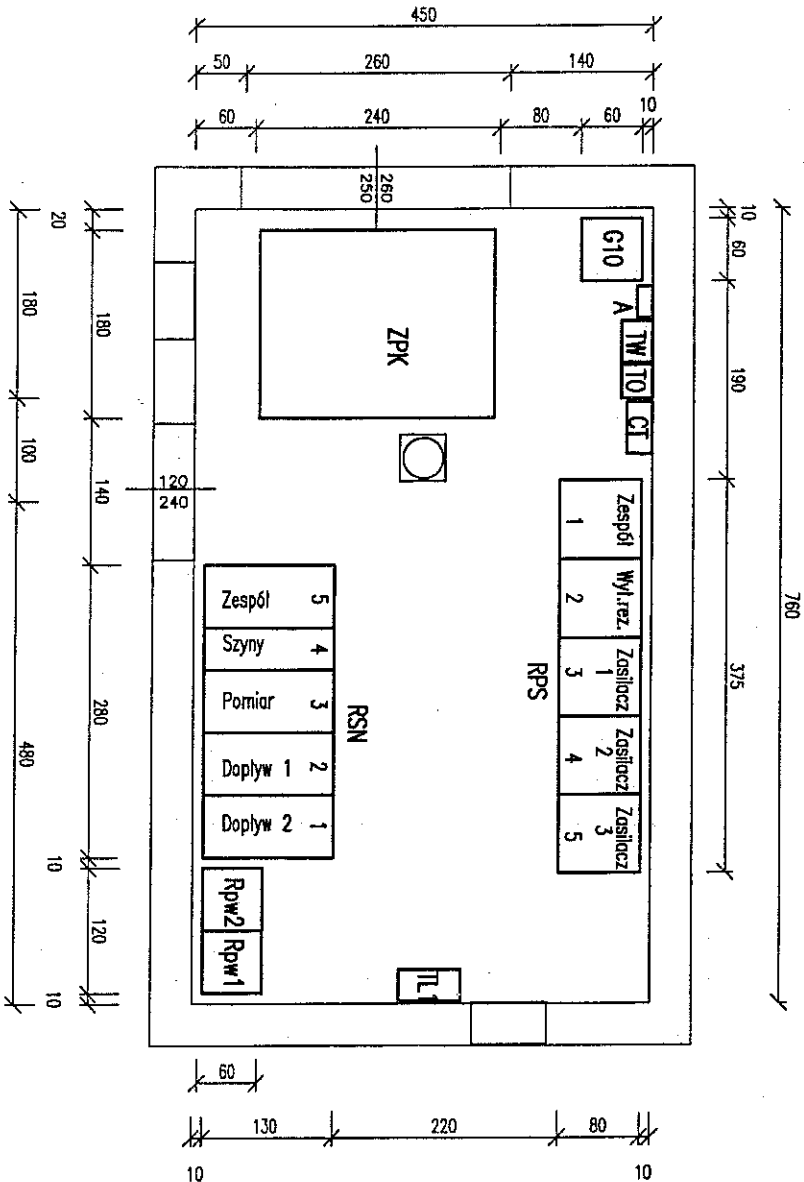 450
50 260 140
60 240 80 60 10
260
250
10
60
190
375
760
20
180
180
100
140
280
480
10
120
10
G10
A
TW
TO
CT
ZPK
120
240
Zespół
1
Wył.rez.
2
Zasilacz
1
3
Zasilacz
2
4
Zasilacz
3
5
RPS
RSN
Zespół 5
Szyny 4
Pomiar 3
Dopływ 1 2
Dopływ 2 1
Rpw2
Rpw1
TL1
60
130 220 80
10 10